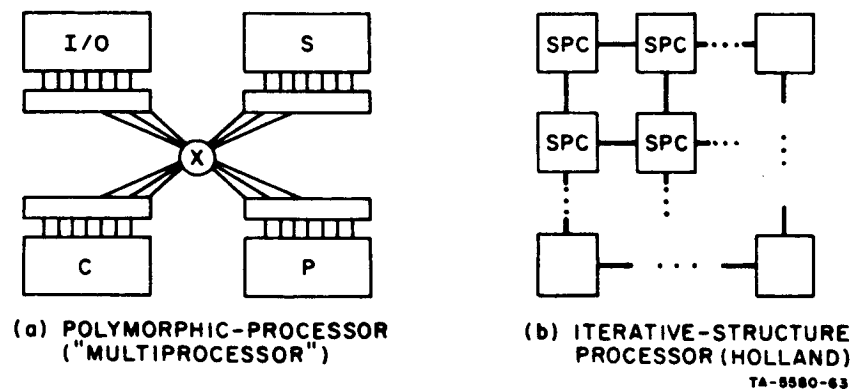 I/O
S
X
C
P
(a) POLYMORPHIC-PROCESSOR
("MULTIPROCESSOR")
SPC SPC
SPC SPC
(b) ITERATIVE-STRUCTURE
PROCESSOR (HOLLAND)
TA-5580-63